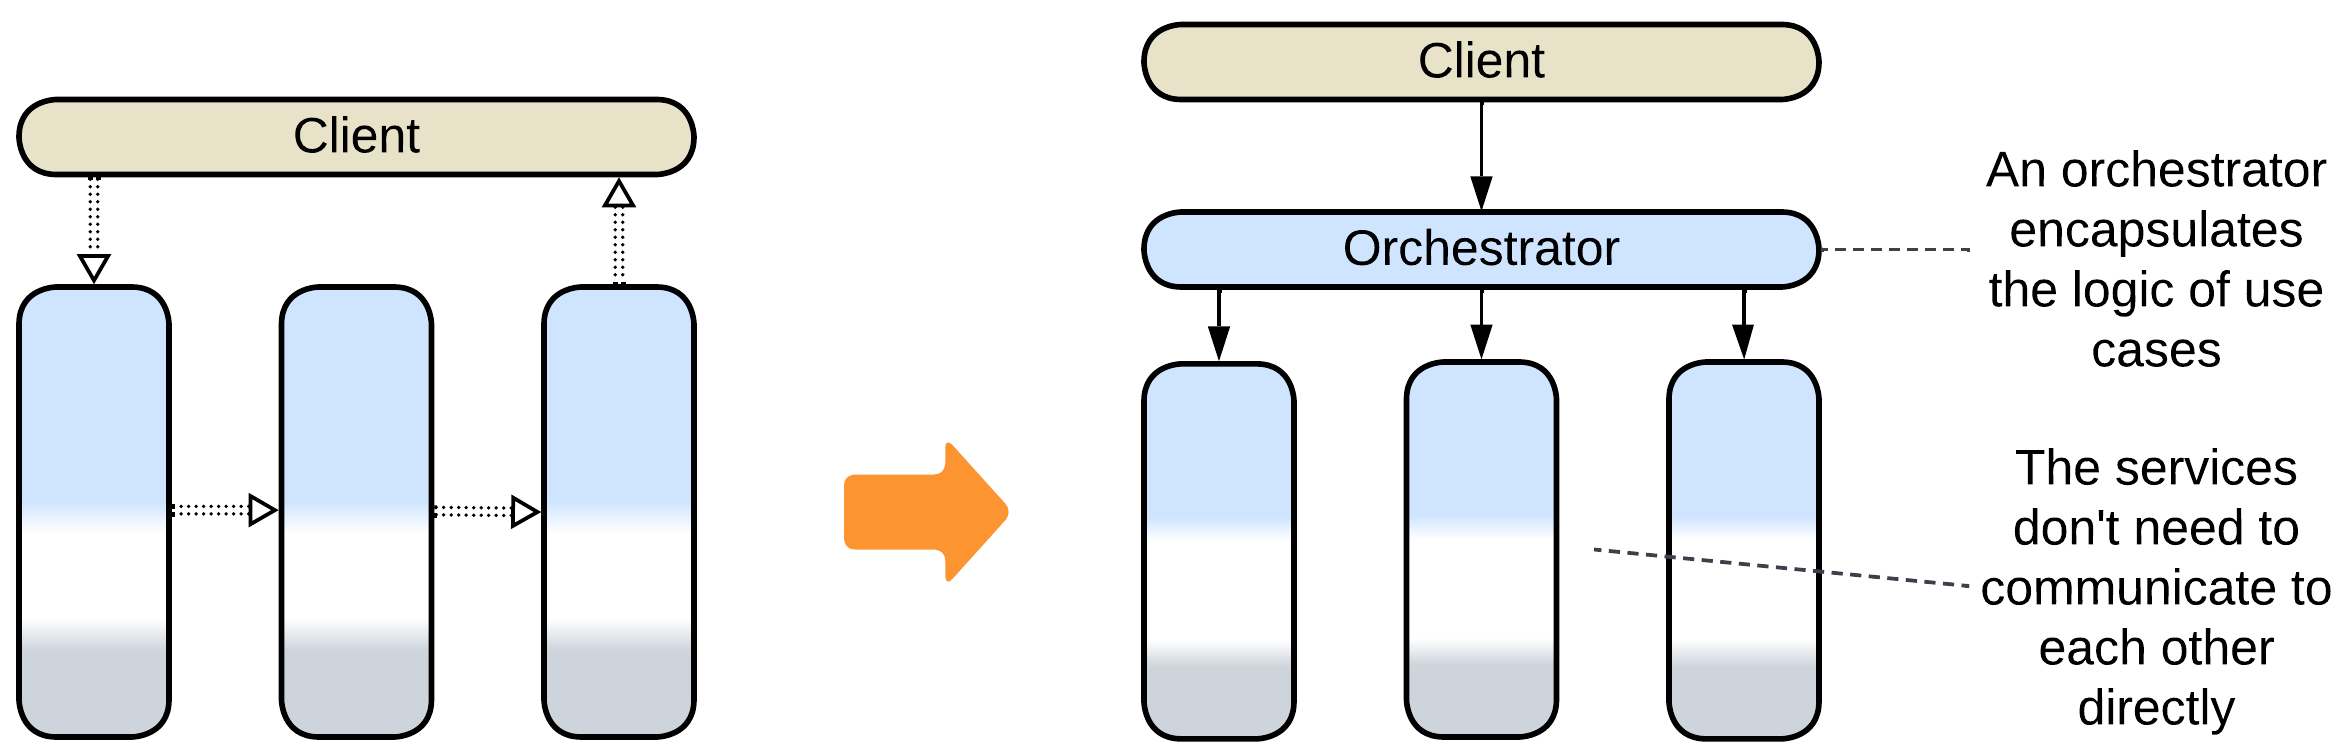 Client
Client
Orchestrator
An orchestrator
encapsulates
the logic of use
cases
The services
don't need to
communicate to
each other
directly